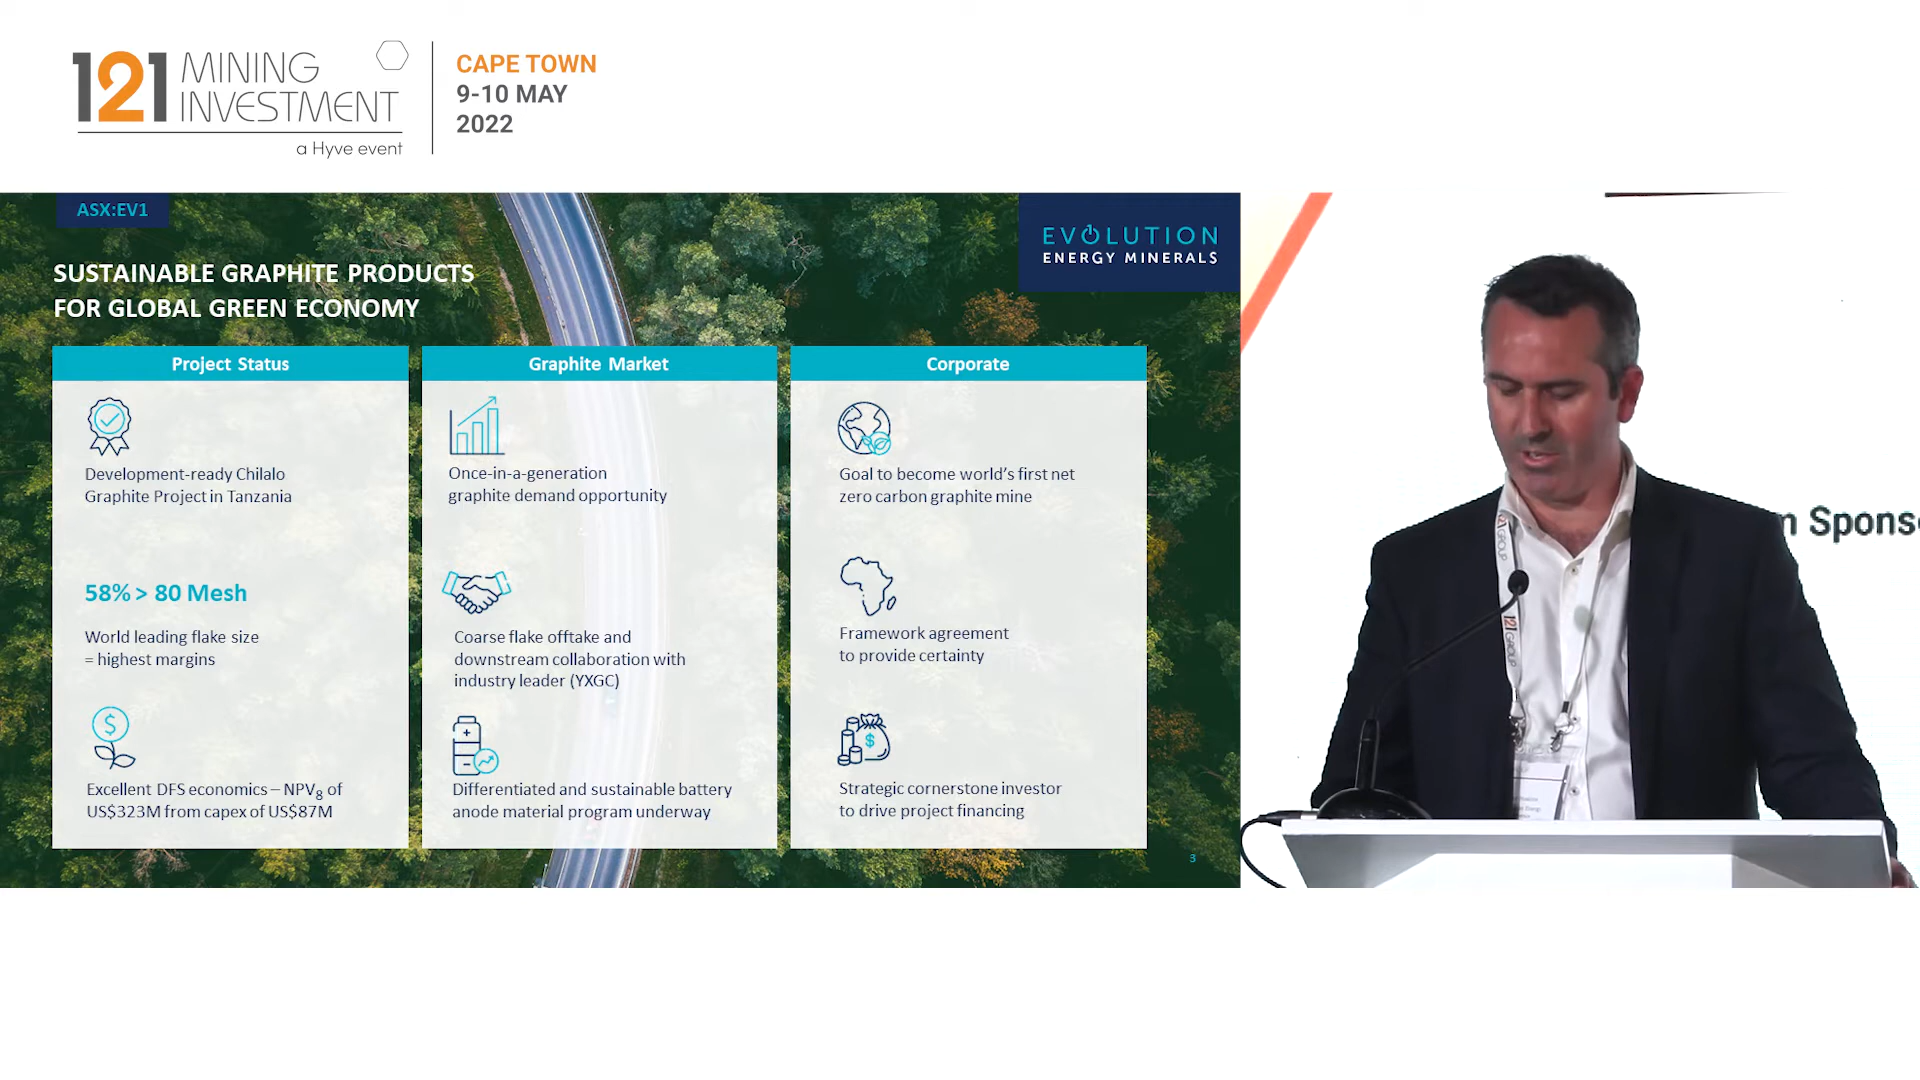 121 MINING
INVESTMENT
a Hyve event
CAPE TOWN
9-10 MAY
2022
ASX:EV1
EVOLUTION
ENERGY MINERALS
SUSTAINABLE GRAPHITE PRODUCTS
FOR GLOBAL GREEN ECONOMY
Project Status
Development-ready Chilalo
Graphite Project in Tanzania
58% > 80 Mesh
World leading flake size
= highest margins
$
Excellent DFS economics – NPV8 of
US$323M from capex of US$87M
Graphite Market
Once-in-a-generation
graphite demand opportunity
Coarse flake offtake and
downstream collaboration with
industry leader (YXGC)
Differentiated and sustainable battery
anode material program underway
Corporate
Goal to become world's first net
zero carbon graphite mine
Framework agreement
to provide certainty
$
Strategic cornerstone investor
to drive project financing
3
121 GROUP
121 GROUP